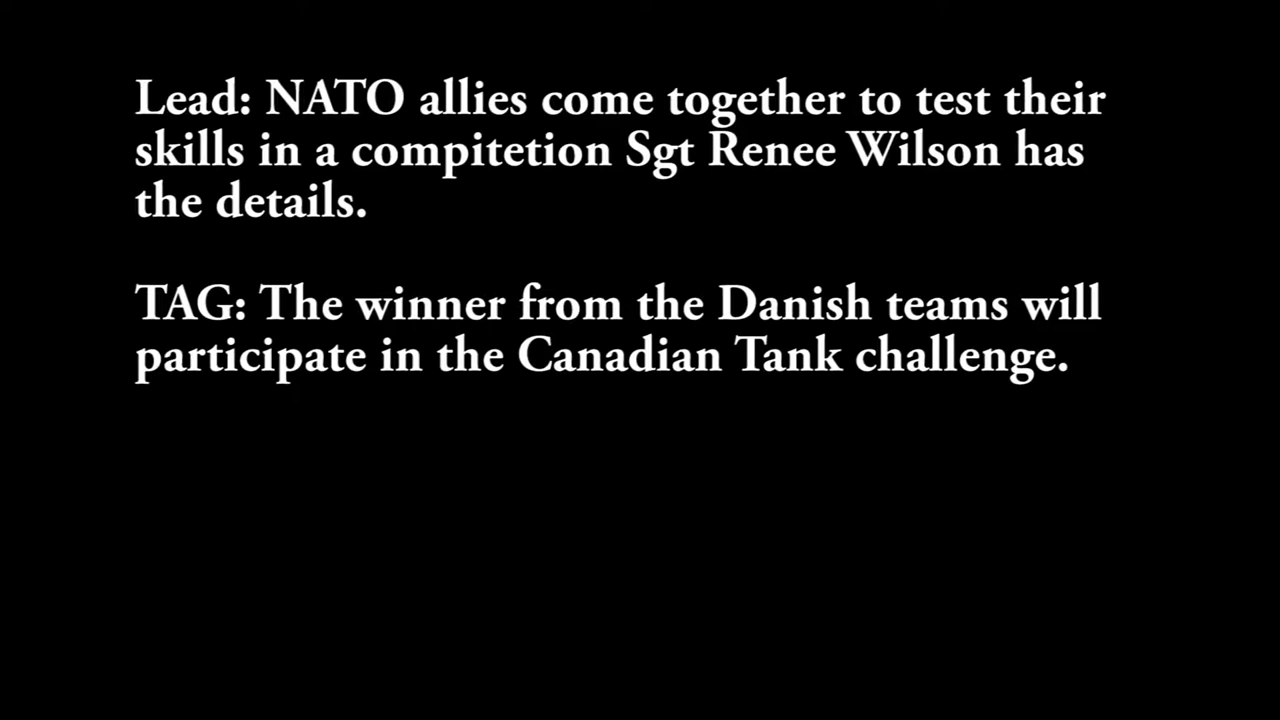 Lead: NATO allies come together to test their
skills in a compitetion Sgt Renee Wilson has
the details.
TAG: The winner from the Danish teams will
participate in the Canadian Tank challenge.